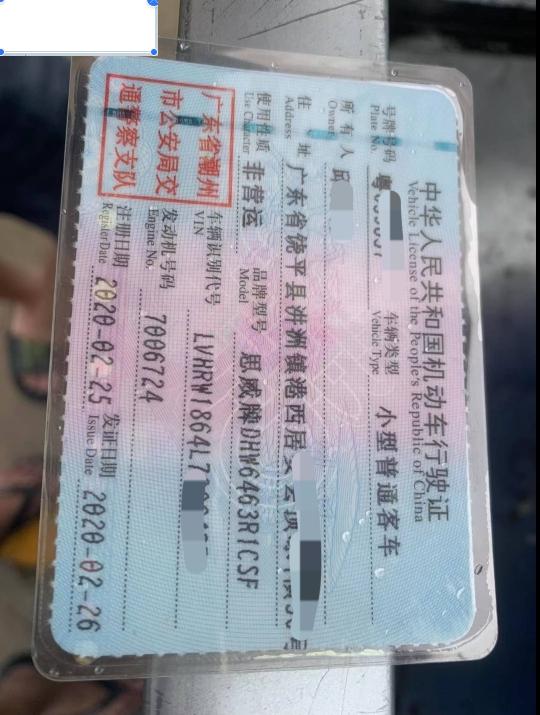 中华人民共和国机动车行驶证
Vehicle License of the People's Republic of China
号牌号码 粤 车辆类型 小型普通客车
Plate No. Vehicle Type
所有人 邱
Owner
住址 广东省饶平县洪洲镇港西居
Address
使用性质 非营运 品牌型号 思威牌DHW6463R1CSF
Use Character Model
广东省潮州
市公安局交
通警察支队
车辆识别代号 LVHRW1864L7
VIN
发动机号码 7006724
Engine No.
注册日期 2020-02-25 发证日期 2020-02-26
Register Date Issue Date